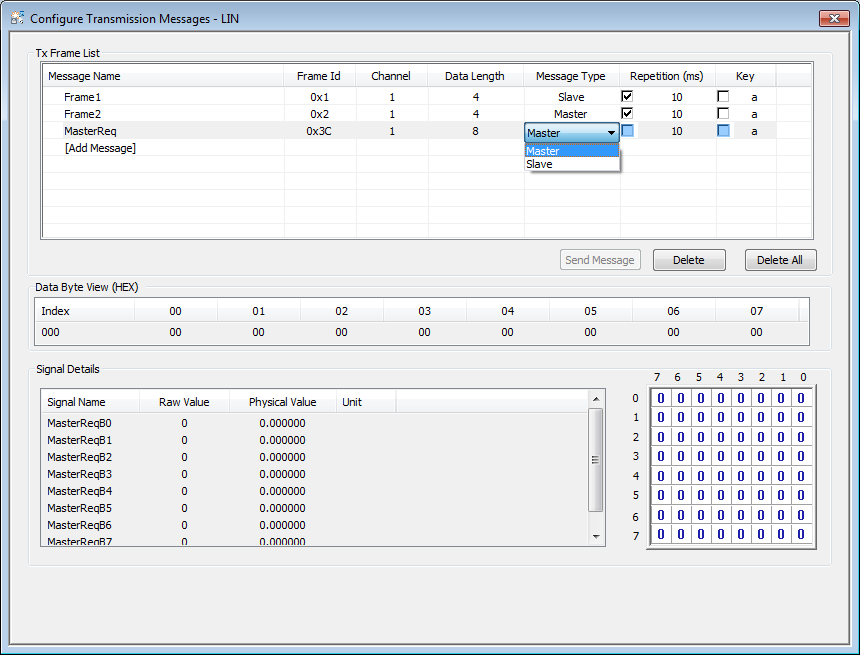 Configure Transmission Messages - LIN
Tx Frame List
Message Name Frame Id Channel Data Length Message Type Repetition (ms) Key
Frame1 0x1 1 4 Slave 10 a
Frame2 0x2 1 4 Master 10 a
MasterReq 0x3C 1 8 Master 10 a
[Add Message]
Master
Slave
Send Message Delete Delete All
Data Byte View (HEX)
Index 00 01 02 03 04 05 06 07
000 00 00 00 00 00 00 00 00
Signal Details
Signal Name Raw Value Physical Value Unit
MasterReqB0 0 0.000000
MasterReqB1 0 0.000000
MasterReqB2 0 0.000000
MasterReqB3 0 0.000000
MasterReqB4 0 0.000000
MasterReqB5 0 0.000000
MasterReqB6 0 0.000000
MasterReqB7 0 0.000000
7 6 5 4 3 2 1 0
0 0 0 0 0 0 0 0 0
1 0 0 0 0 0 0 0 0
2 0 0 0 0 0 0 0 0
3 0 0 0 0 0 0 0 0
4 0 0 0 0 0 0 0 0
5 0 0 0 0 0 0 0 0
6 0 0 0 0 0 0 0 0
7 0 0 0 0 0 0 0 0